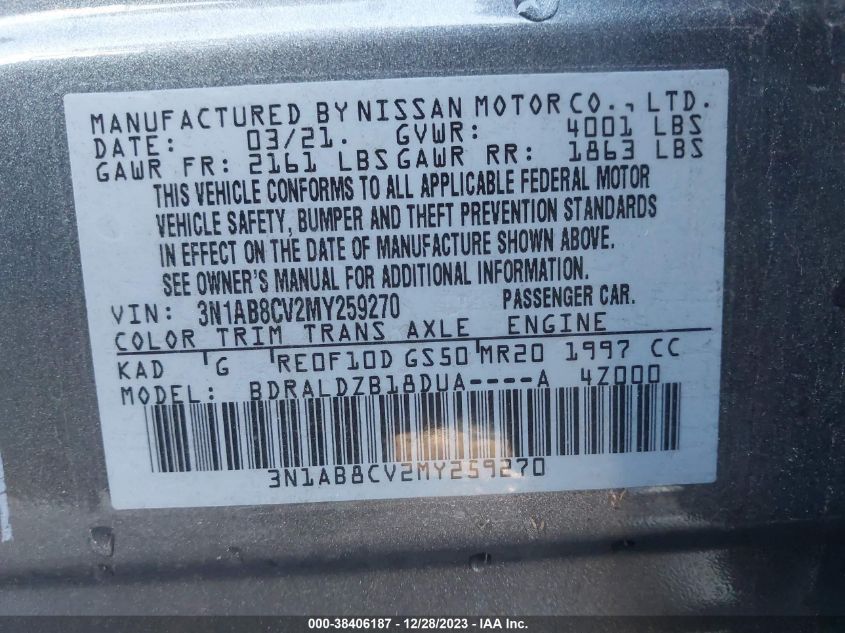 MANUFACTURED BY NISSAN MOTOR CO., LTD.
DATE: 03/21. GVWR: 4001 LBS
GAWR FR: 2161 LBS GAWR RR: 1863 LBS
THIS VEHICLE CONFORMS TO ALL APPLICABLE FEDERAL MOTOR
VEHICLE SAFETY, BUMPER AND THEFT PREVENTION STANDARDS
IN EFFECT ON THE DATE OF MANUFACTURE SHOWN ABOVE.
SEE OWNER'S MANUAL FOR ADDITIONAL INFORMATION.
VIN: 3N1AB8CV2MY259270 PASSENGER CAR.
COLOR TRIM TRANS AXLE ENGINE
KAD G RE0F10D GS50 MR20 1997 CC
MODEL: BDRALDZB18DUA----A 4Z000
3N1AB8CV2MY259270
000-38406187 - 12/28/2023 - IAA Inc.